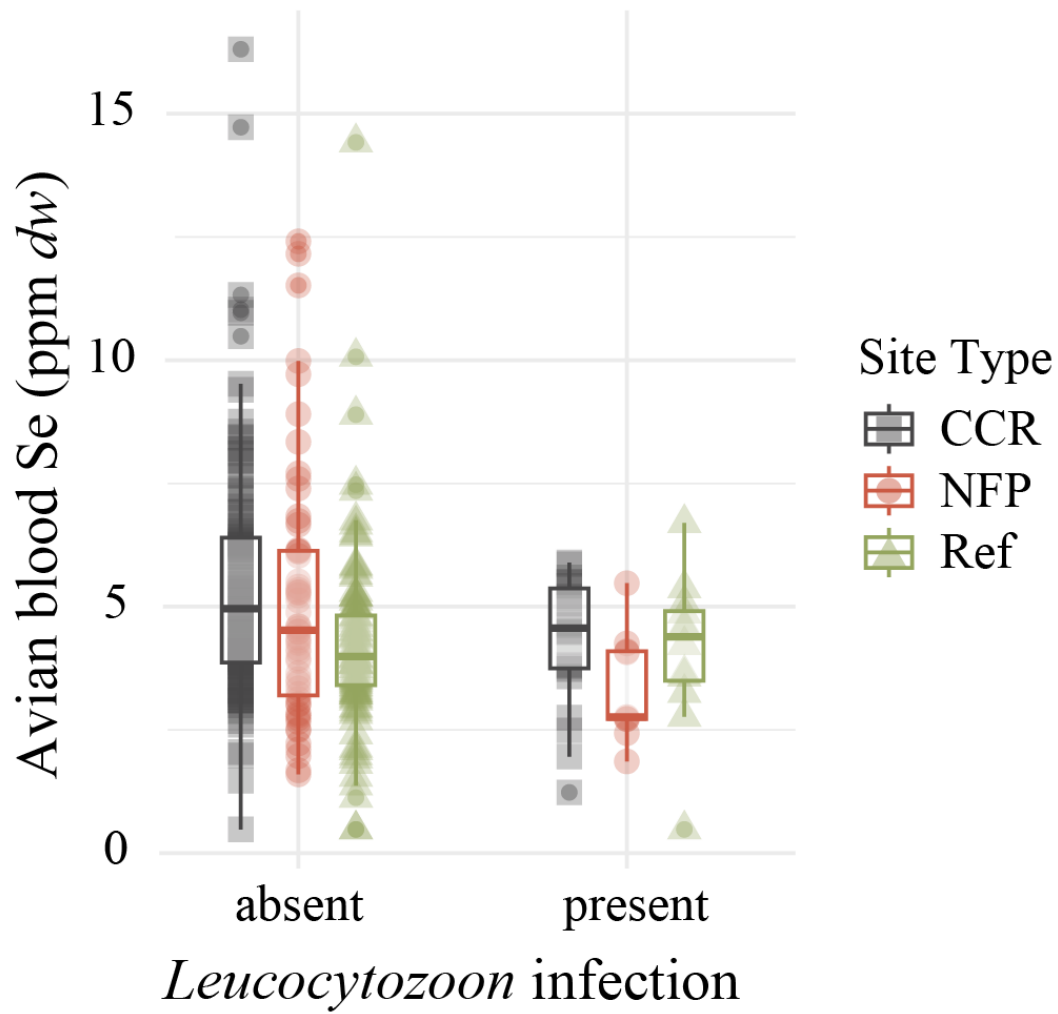 Avian blood Se (ppm dw)
15
10
5
0
absent present
Leucocytozoon infection
Site Type
CCR
NFP
Ref